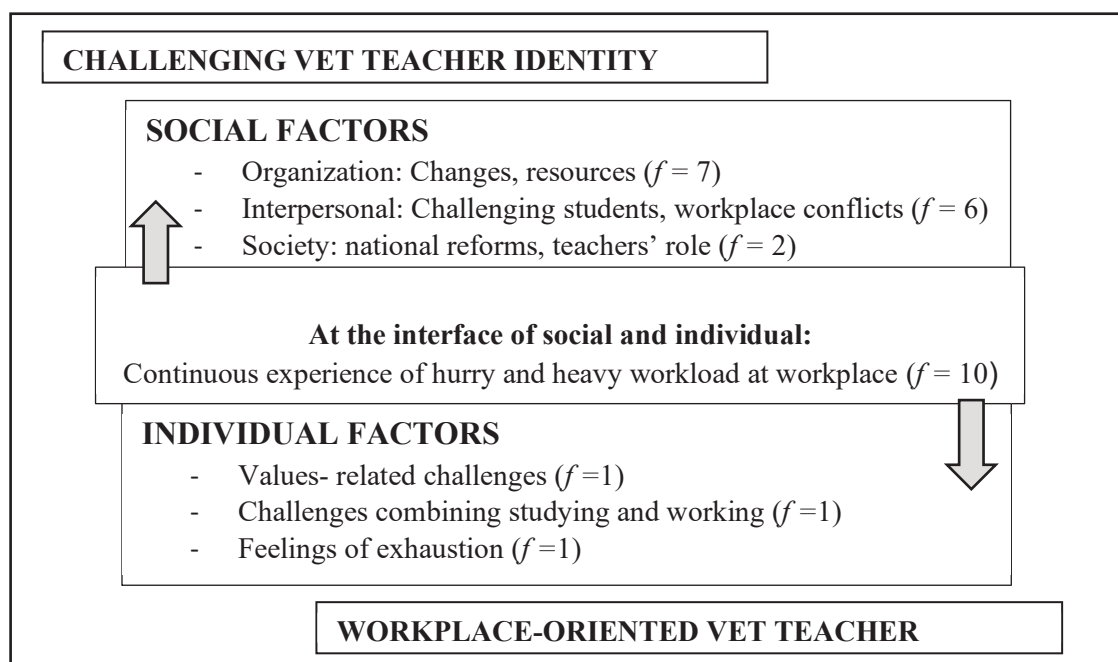 CHALLENGING VET TEACHER IDENTITY
SOCIAL FACTORS
- Organization: Changes, resources (f = 7)
- Interpersonal: Challenging students, workplace conflicts (f = 6)
- Society: national reforms, teachers’ role (f = 2)
At the interface of social and individual:
Continuous experience of hurry and heavy workload at workplace (f = 10)
INDIVIDUAL FACTORS
- Values- related challenges (f =1)
- Challenges combining studying and working (f =1)
- Feelings of exhaustion (f =1)
WORKPLACE-ORIENTED VET TEACHER